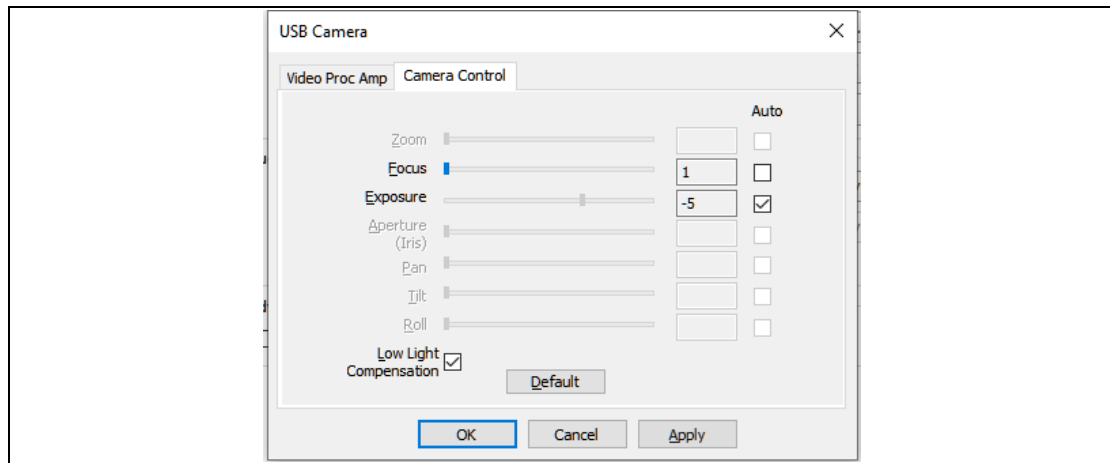 USB Camera
Video Proc Amp Camera Control
Auto
Zoom
Focus 1
Exposure -5
Aperture
(Iris)
Pan
Tilt
Roll
Low Light
Compensation
Default
OK Cancel Apply